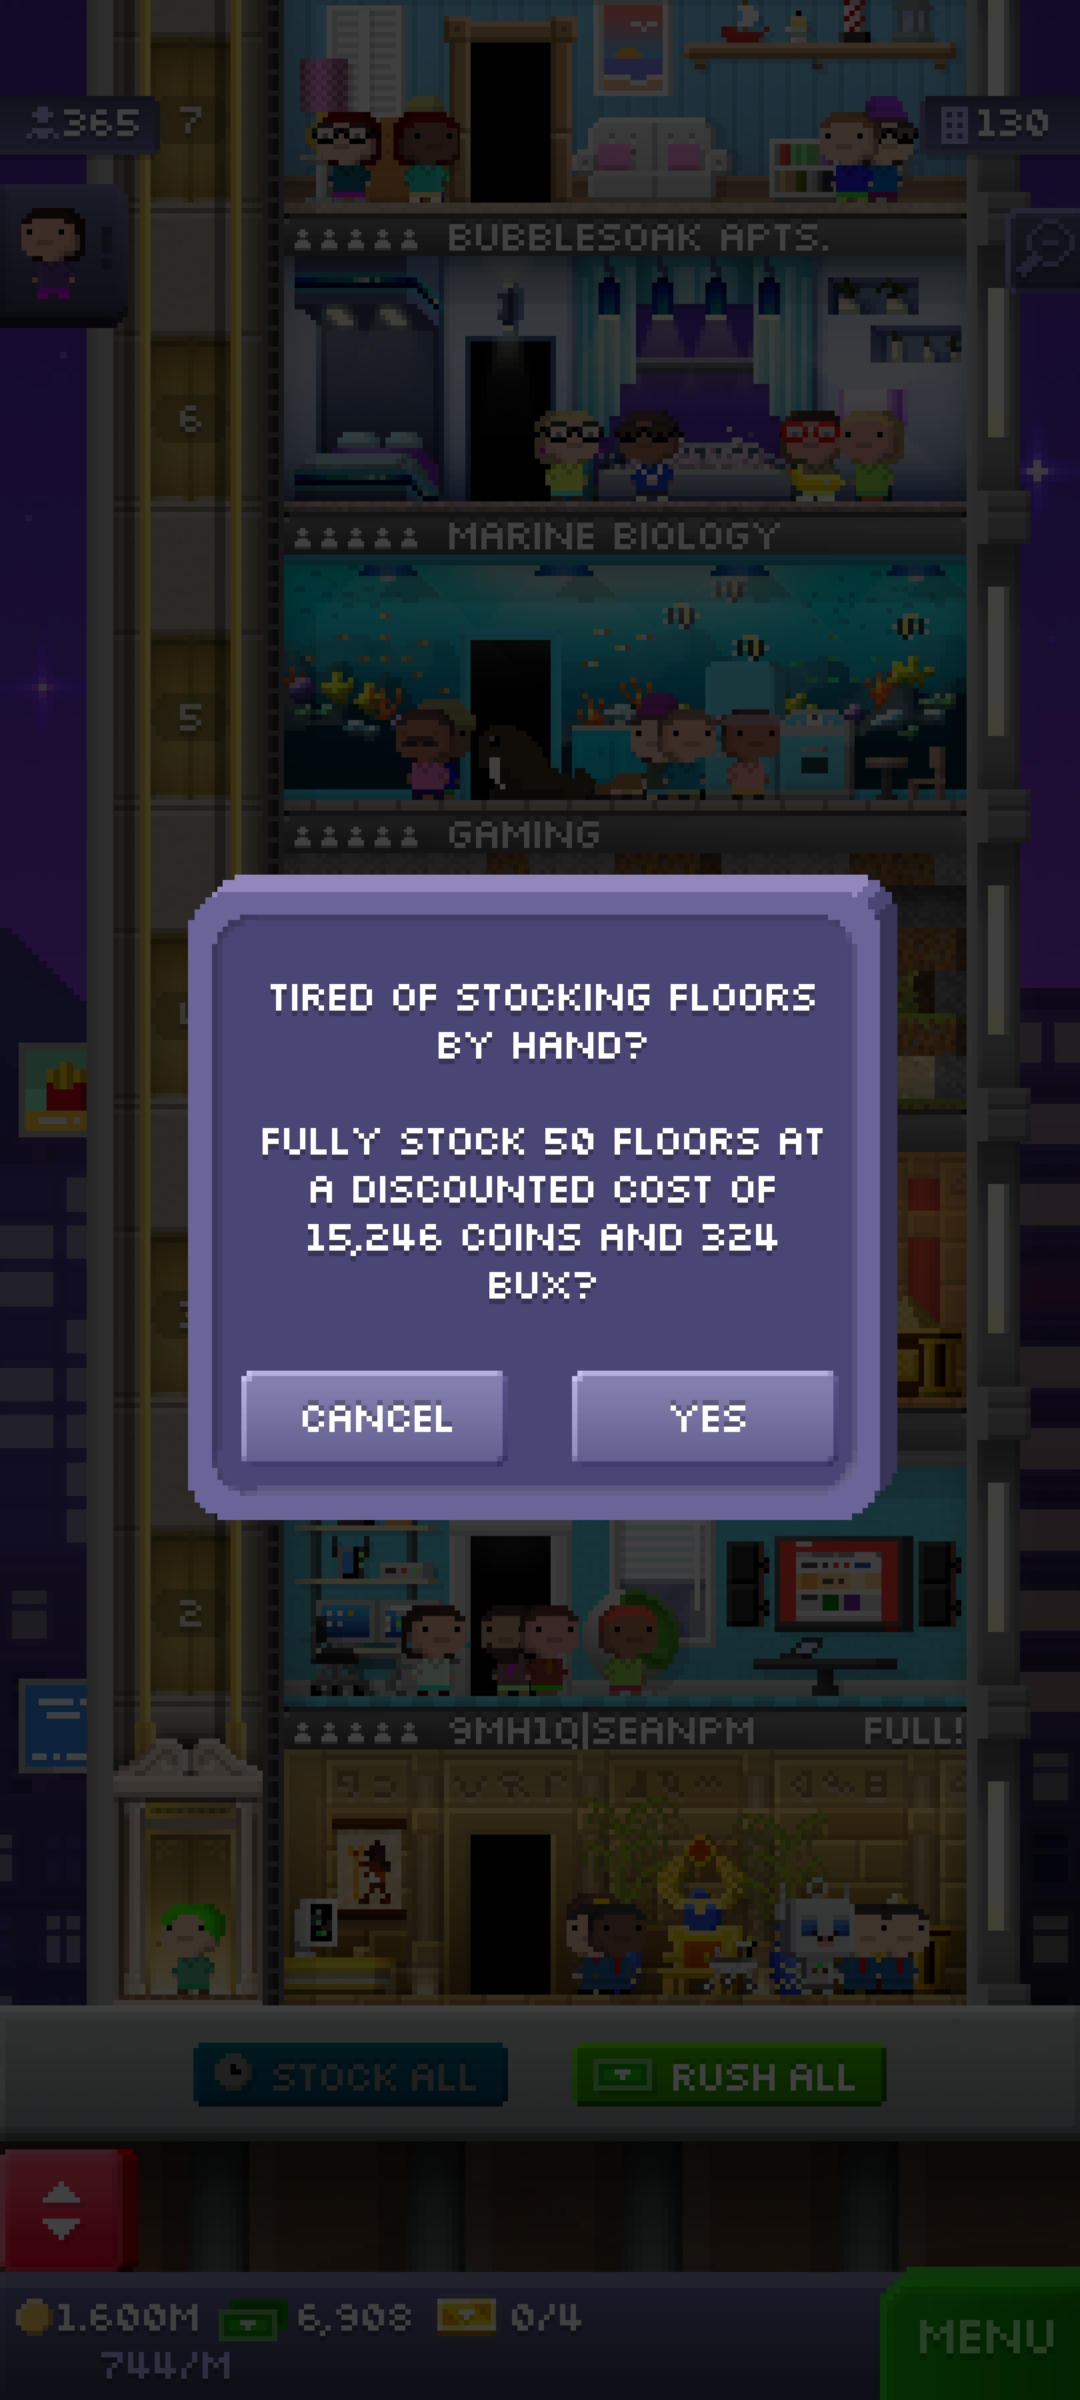 365
7
130
BUBBLESOAK APTS.
6
MARINE BIOLOGY
5
GAMING
TIRED OF STOCKING FLOORS
BY HAND?
FULLY STOCK 50 FLOORS AT
A DISCOUNTED COST OF
15,246 COINS AND 324
BUX?
CANCEL
YES
2
9MH1Q|SEANPM
FULL!
STOCK ALL
RUSH ALL
1.600M
6,908
0/4
744/M
MENU